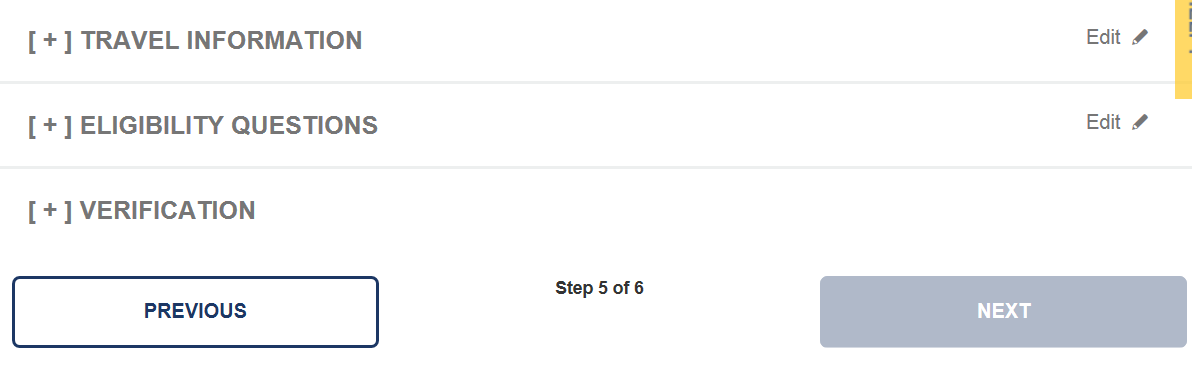 [ + ] TRAVEL INFORMATION
Edit
[ + ] ELIGIBILITY QUESTIONS
Edit
[ + ] VERIFICATION
PREVIOUS
Step 5 of 6
NEXT